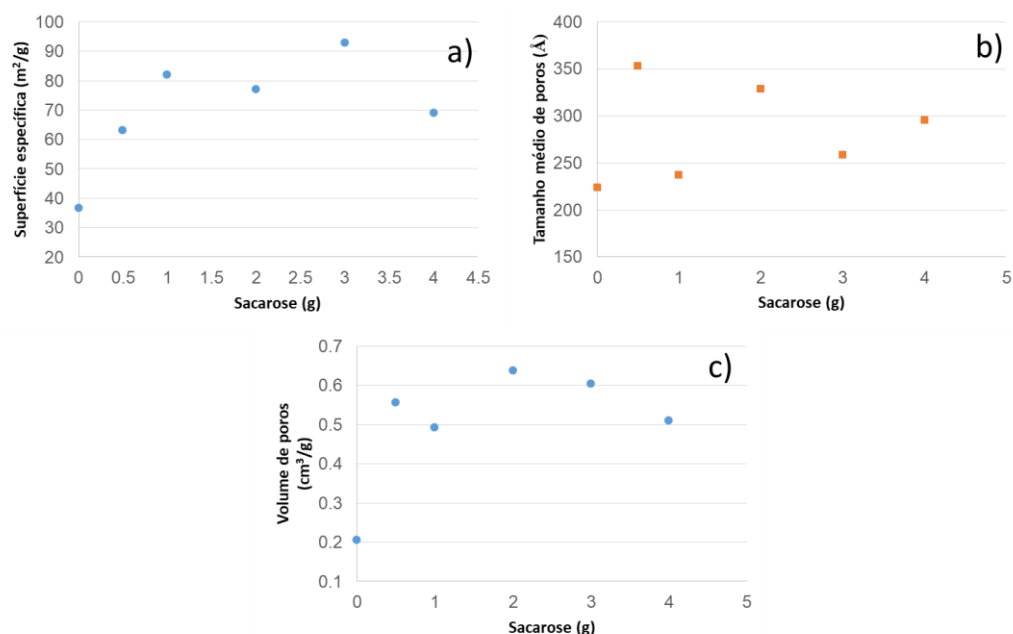 100
90
80
70
60
50
40
30
20
0 0.5 1 1.5 2 2.5 3 3.5 4 4.5
Superfície específica (m²/g)
Sacarose (g)
a)
400
350
300
250
200
150
0 1 2 3 4 5
Tamanho médio de poros (Å)
Sacarose (g)
b)
0.7
0.6
0.5
0.4
0.3
0.2
0.1
0 1 2 3 4 5
Volume de poros
(cm³/g)
Sacarose (g)
c)